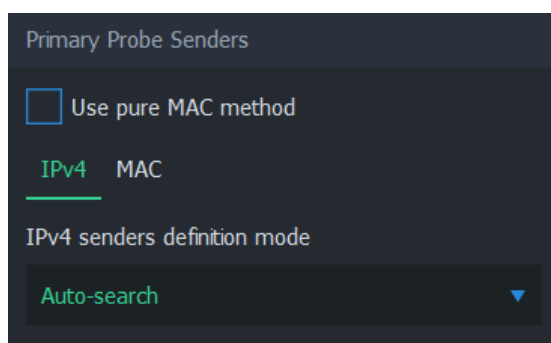 Primary Probe Senders
Use pure MAC method
IPv4 MAC
IPv4 senders definition mode
Auto-search